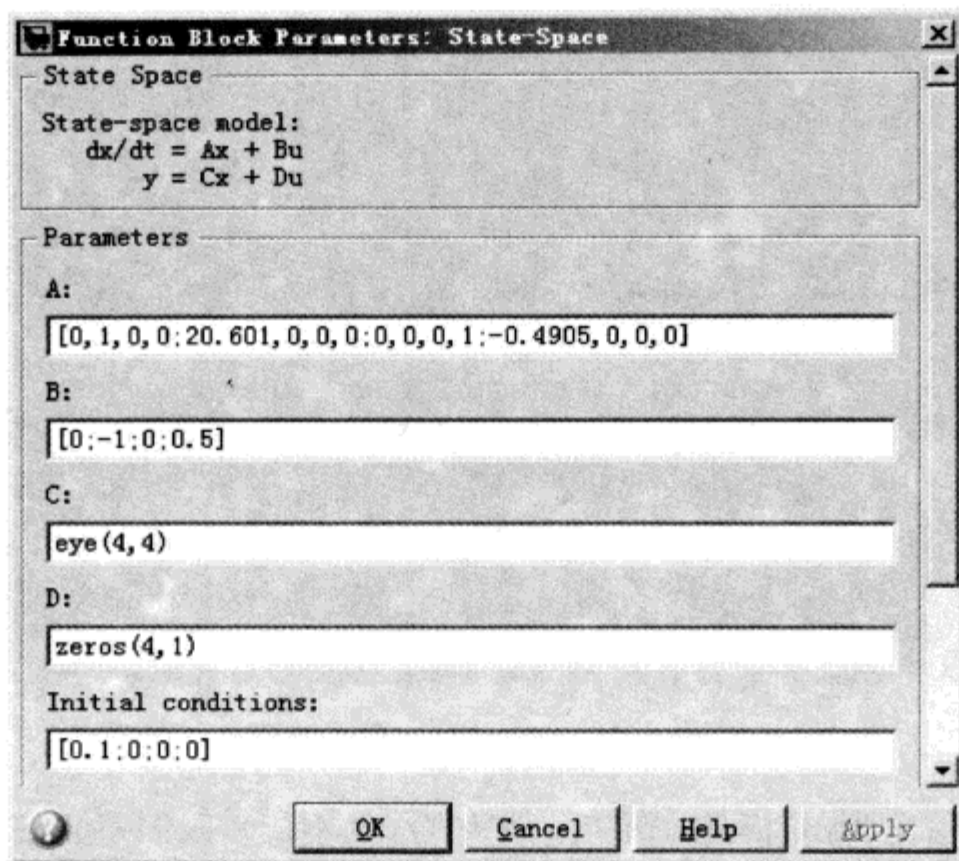 Function Block Parameters: State-Space
State Space
State-space model:
dx/dt = Ax + Bu
y = Cx + Du
Parameters
A:
[0,1,0,0;20.601,0,0,0;0,0,0,1;-0.4905,0,0,0]
B:
[0;-1;0;0.5]
C:
eye(4,4)
D:
zeros(4,1)
Initial conditions:
[0.1;0;0;0]
OK
Cancel
Help
Apply